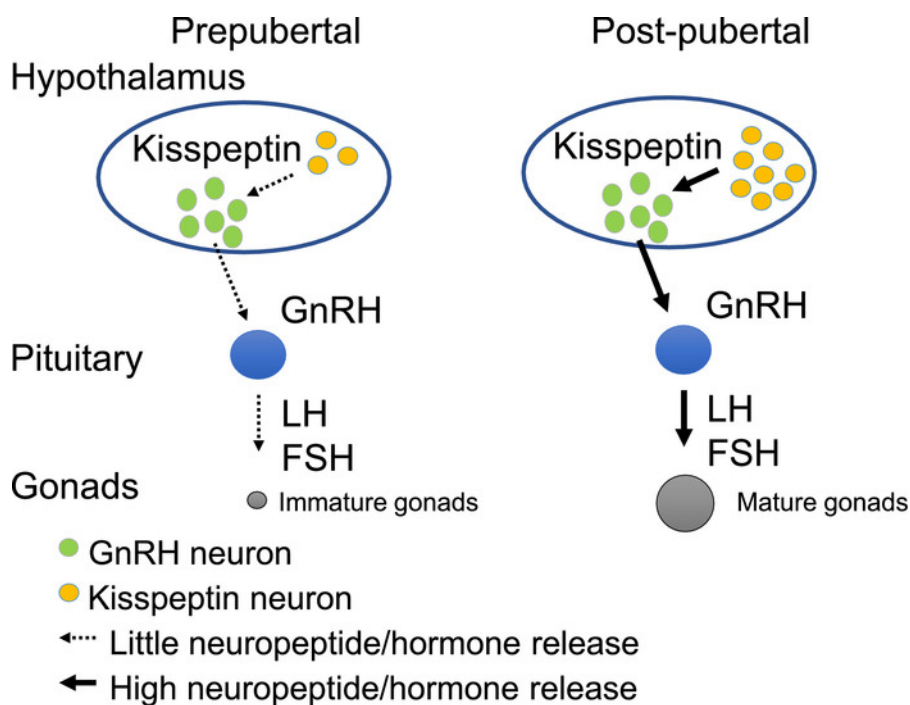 Prepubertal
Post-pubertal
Hypothalamus
Kisspeptin
Kisspeptin
GnRH
GnRH
Pituitary
LH
FSH
LH
FSH
Gonads
Immature gonads
Mature gonads
GnRH neuron
Kisspeptin neuron
Little neuropeptide/hormone release
High neuropeptide/hormone release